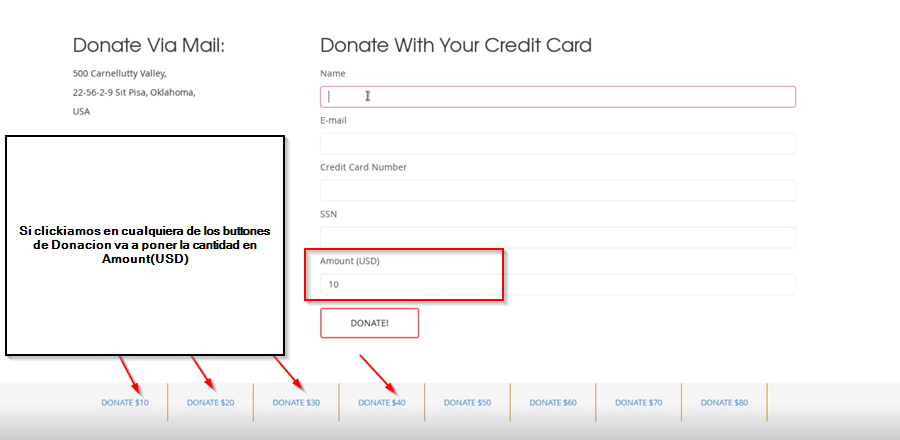 Donate Via Mail:
500 Carnellutty Valley,
22-56-2-9 Sit Pisa, Oklahoma,
USA
Donate With Your Credit Card
Name
E-mail
Credit Card Number
SSN
Amount (USD)
10
DONATE!
Si clickiamos en cualquiera de los buttones
de Donacion va a poner la cantidad en
Amount(USD)
DONATE $10 DONATE $20 DONATE $30 DONATE $40 DONATE $50 DONATE $60 DONATE $70 DONATE $80